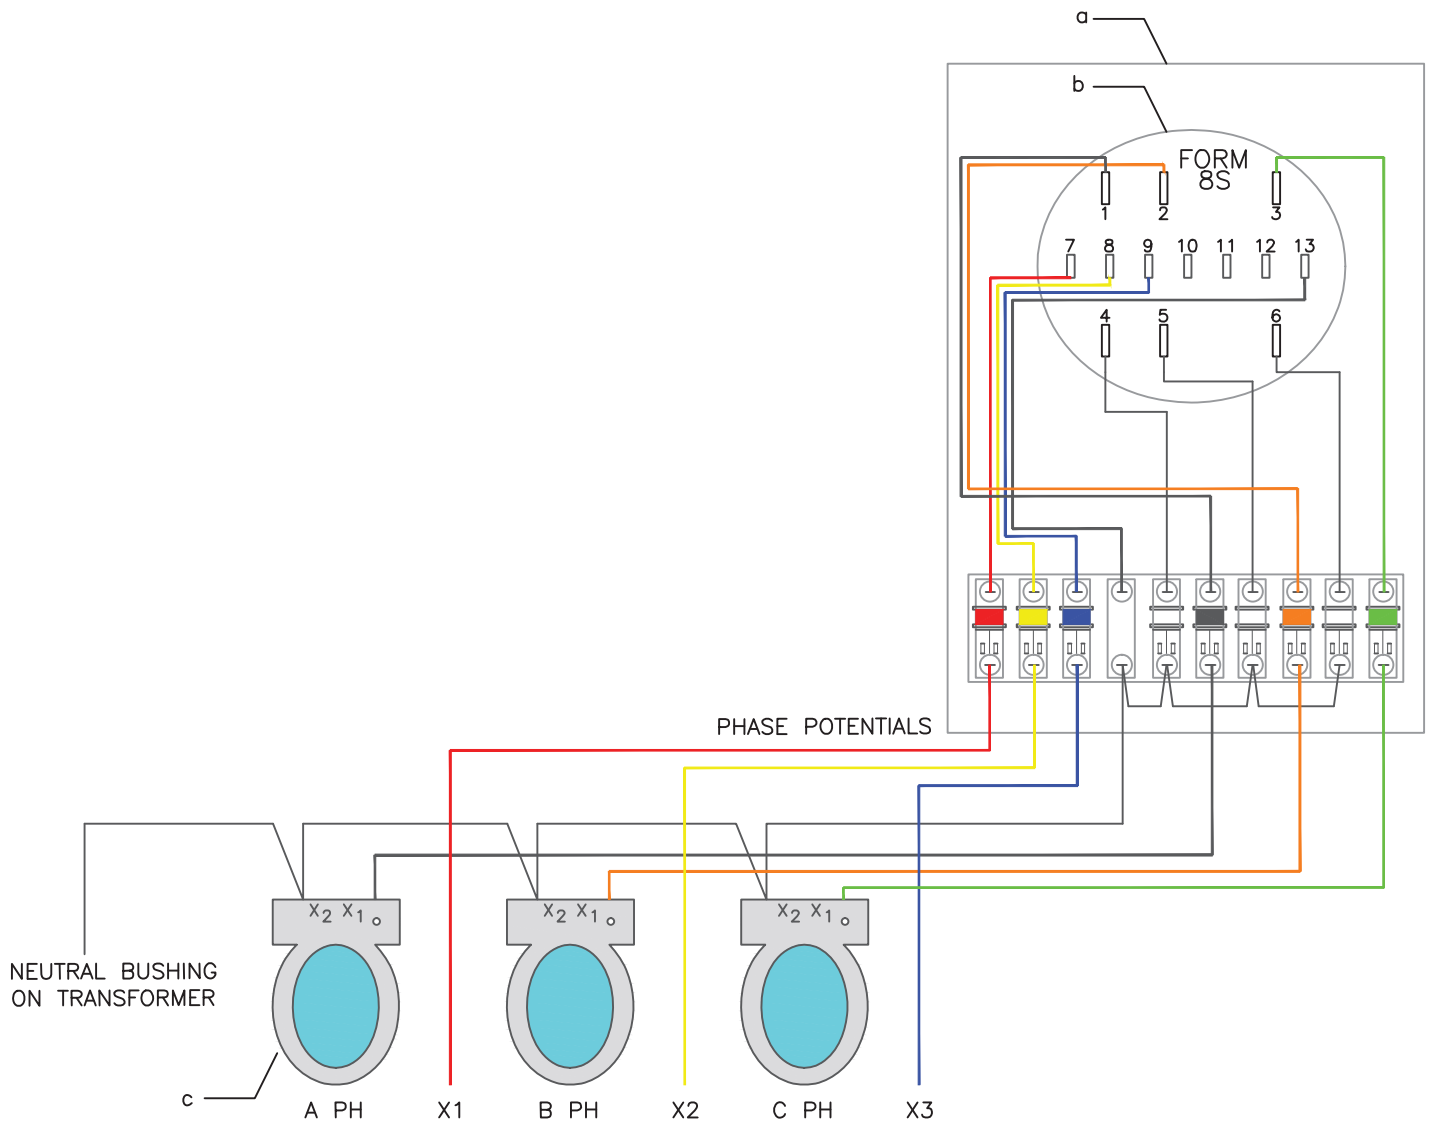 a
b
FORM
8S
1 2 3
7 8 9 10 11 12 13
4 5 6
PHASE POTENTIALS
X2 X1 X2 X1 X2 X1
NEUTRAL BUSHING
ON TRANSFORMER
c
A PH X1 B PH X2 C PH X3